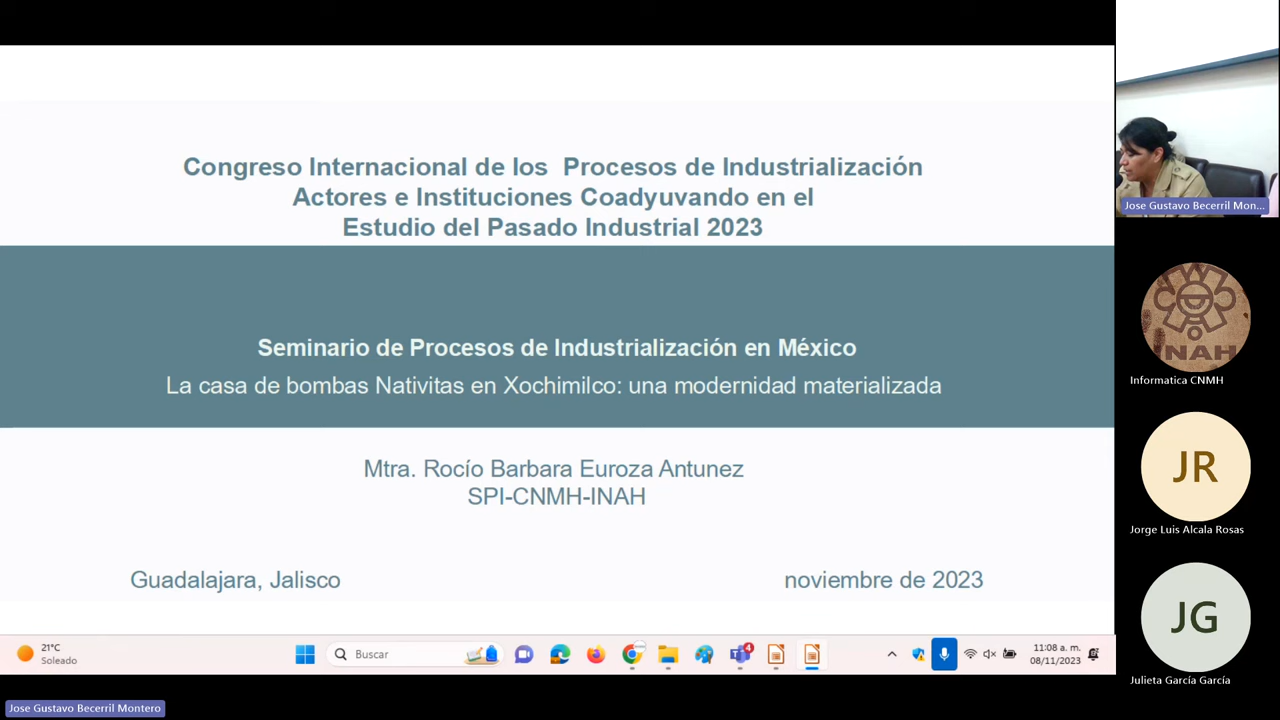 Congreso Internacional de los Procesos de Industrialización
Actores e Instituciones Coadyuvando en el
Estudio del Pasado Industrial 2023
Seminario de Procesos de Industrialización en México
La casa de bombas Nativitas en Xochimilco: una modernidad materializada
Mtra. Rocío Barbara Euroza Antunez
SPI-CNMH-INAH
Guadalajara, Jalisco
noviembre de 2023
21°C
Soleado
Buscar
4
11:08 a. m.
08/11/2023
Jose Gustavo Becerril Montero
Jose Gustavo Becerril Mon...
INAH
Informatica CNMH
JR
Jorge Luis Alcala Rosas
JG
Julieta García García